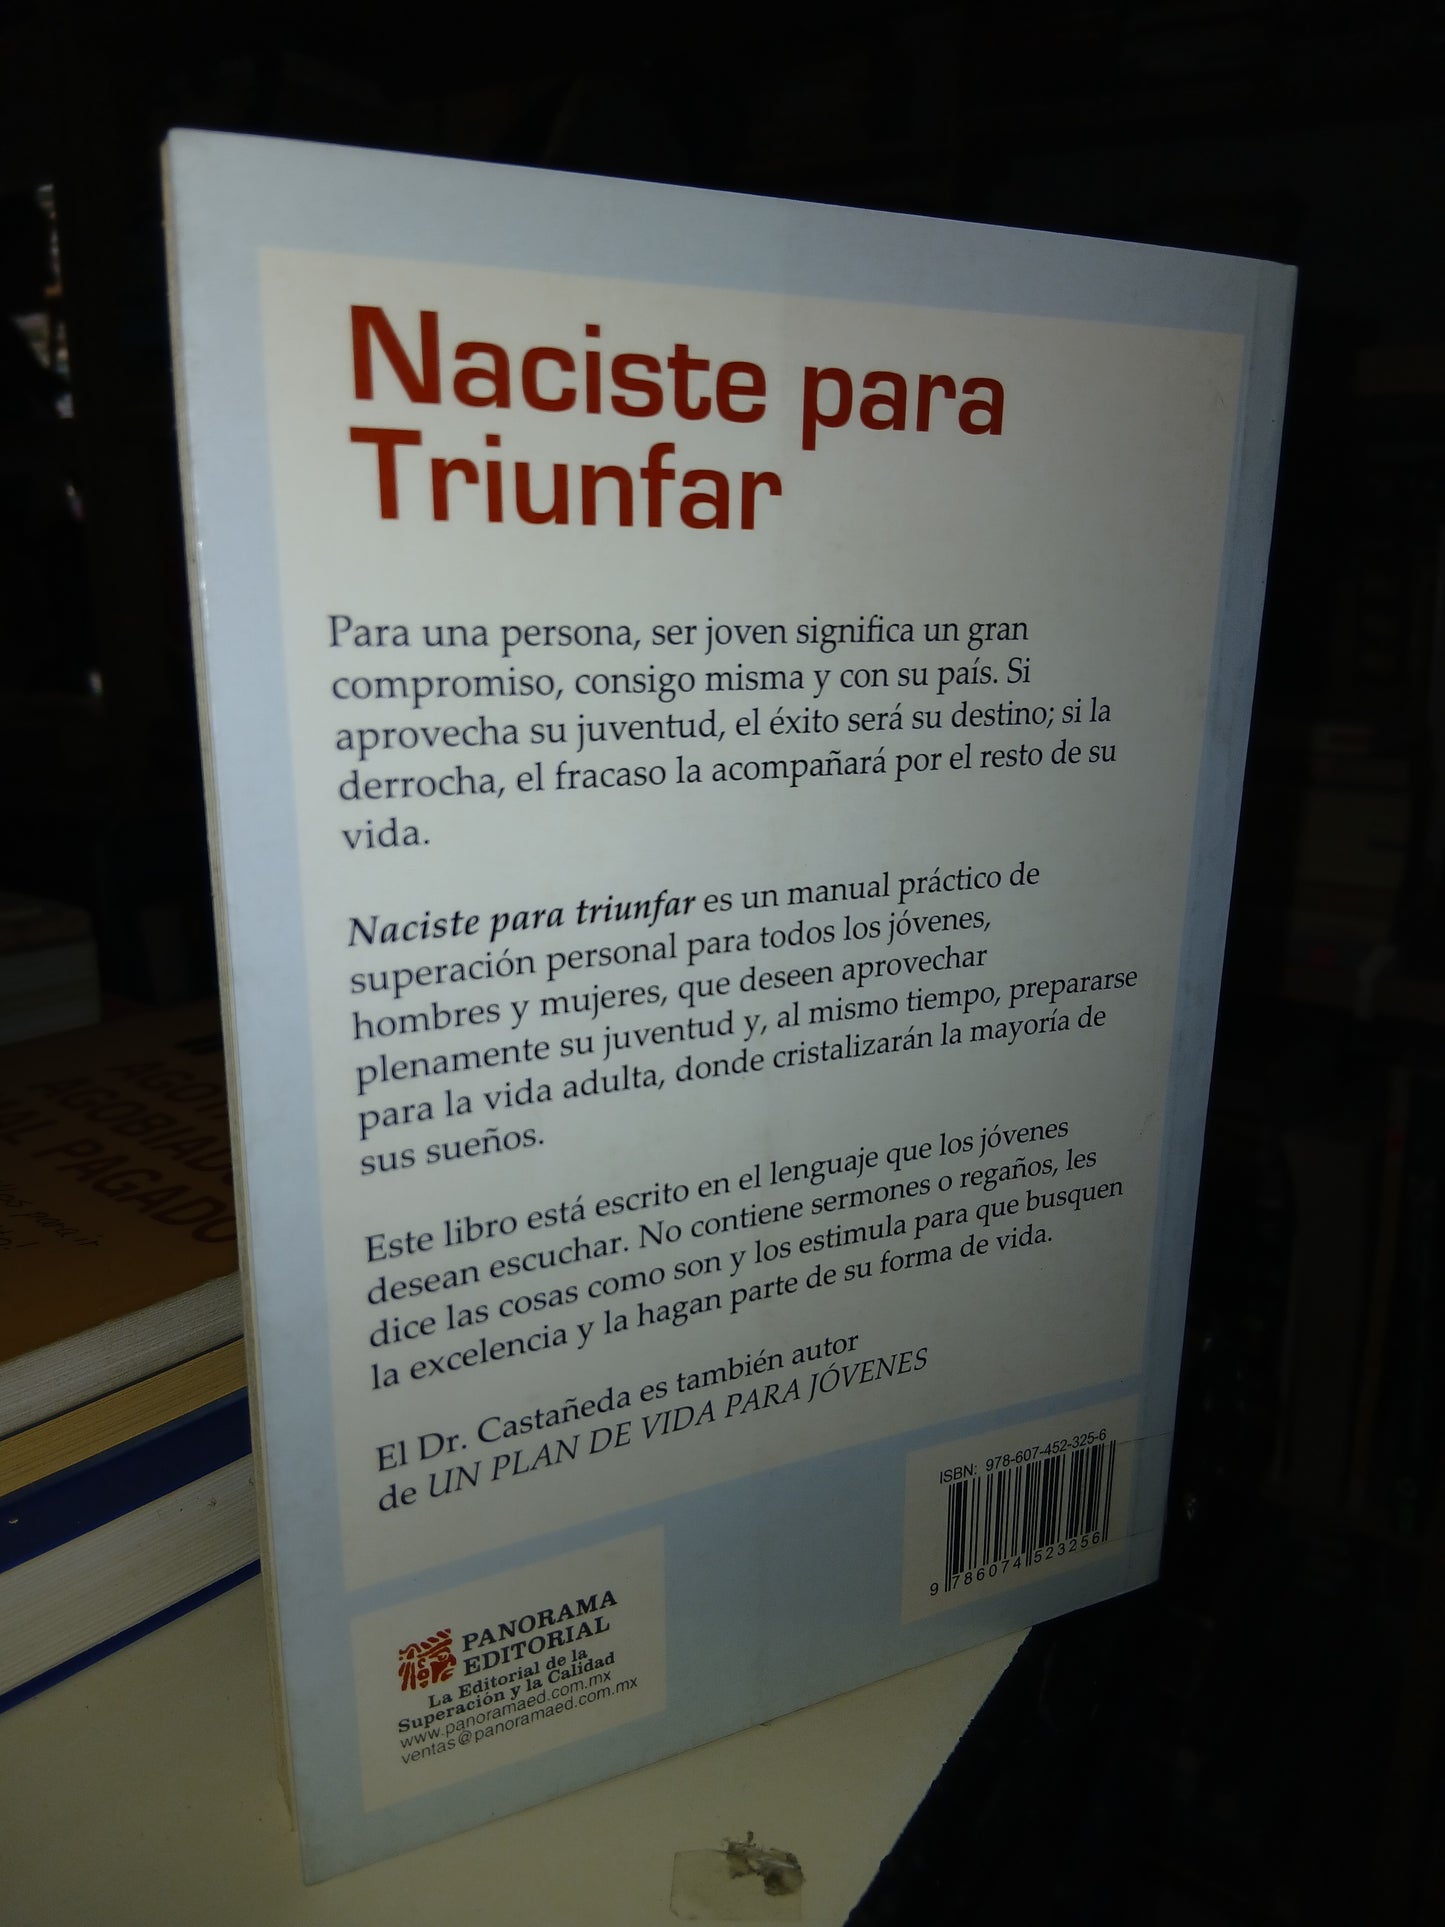 Naciste para
Triunfar
Para una persona, ser joven significa un gran
compromiso, consigo misma y con su país. Si
aprovecha su juventud, el éxito será su destino; si la
derrocha, el fracaso la acompañará por el resto de su
vida.
Naciste para triunfar es un manual práctico de
superación personal para todos los jóvenes,
hombres y mujeres, que deseen aprovechar
plenamente su juventud y, al mismo tiempo, prepararse
para la vida adulta, donde cristalizarán la mayoría de
sus sueños.
Este libro está escrito en el lenguaje que los jóvenes
desean escuchar. No contiene sermones o regaños, les
dice las cosas como son y los estimula para que busquen
la excelencia y la hagan parte de su forma de vida.
El Dr. Castañeda es también autor
de UN PLAN DE VIDA PARA JÓVENES
ISBN: 978-607-452-325-6
9 786074 523256
PANORAMA
EDITORIAL
La Editorial de la
Superación y la Calidad
www.panoramaed.com.mx
ventas@panoramaed.com.mx
AGOBIAD
AL PAGADO